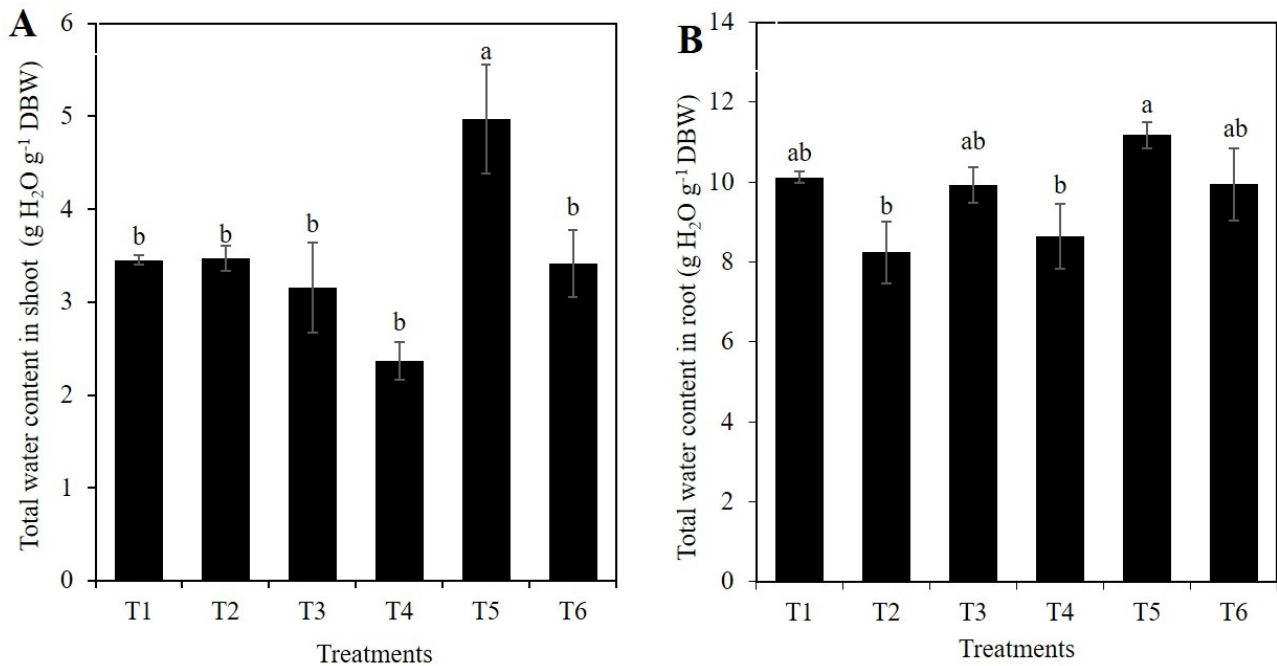 A
Total water content in shoot (g H₂O g⁻¹ DBW)
6
5
4
3
2
1
0
b
b
b
b
a
b
T1 T2 T3 T4 T5 T6
Treatments
B
Total water content in root (g H₂O g⁻¹ DBW)
14
12
10
8
6
4
2
0
ab
b
ab
b
a
ab
T1 T2 T3 T4 T5 T6
Treatments